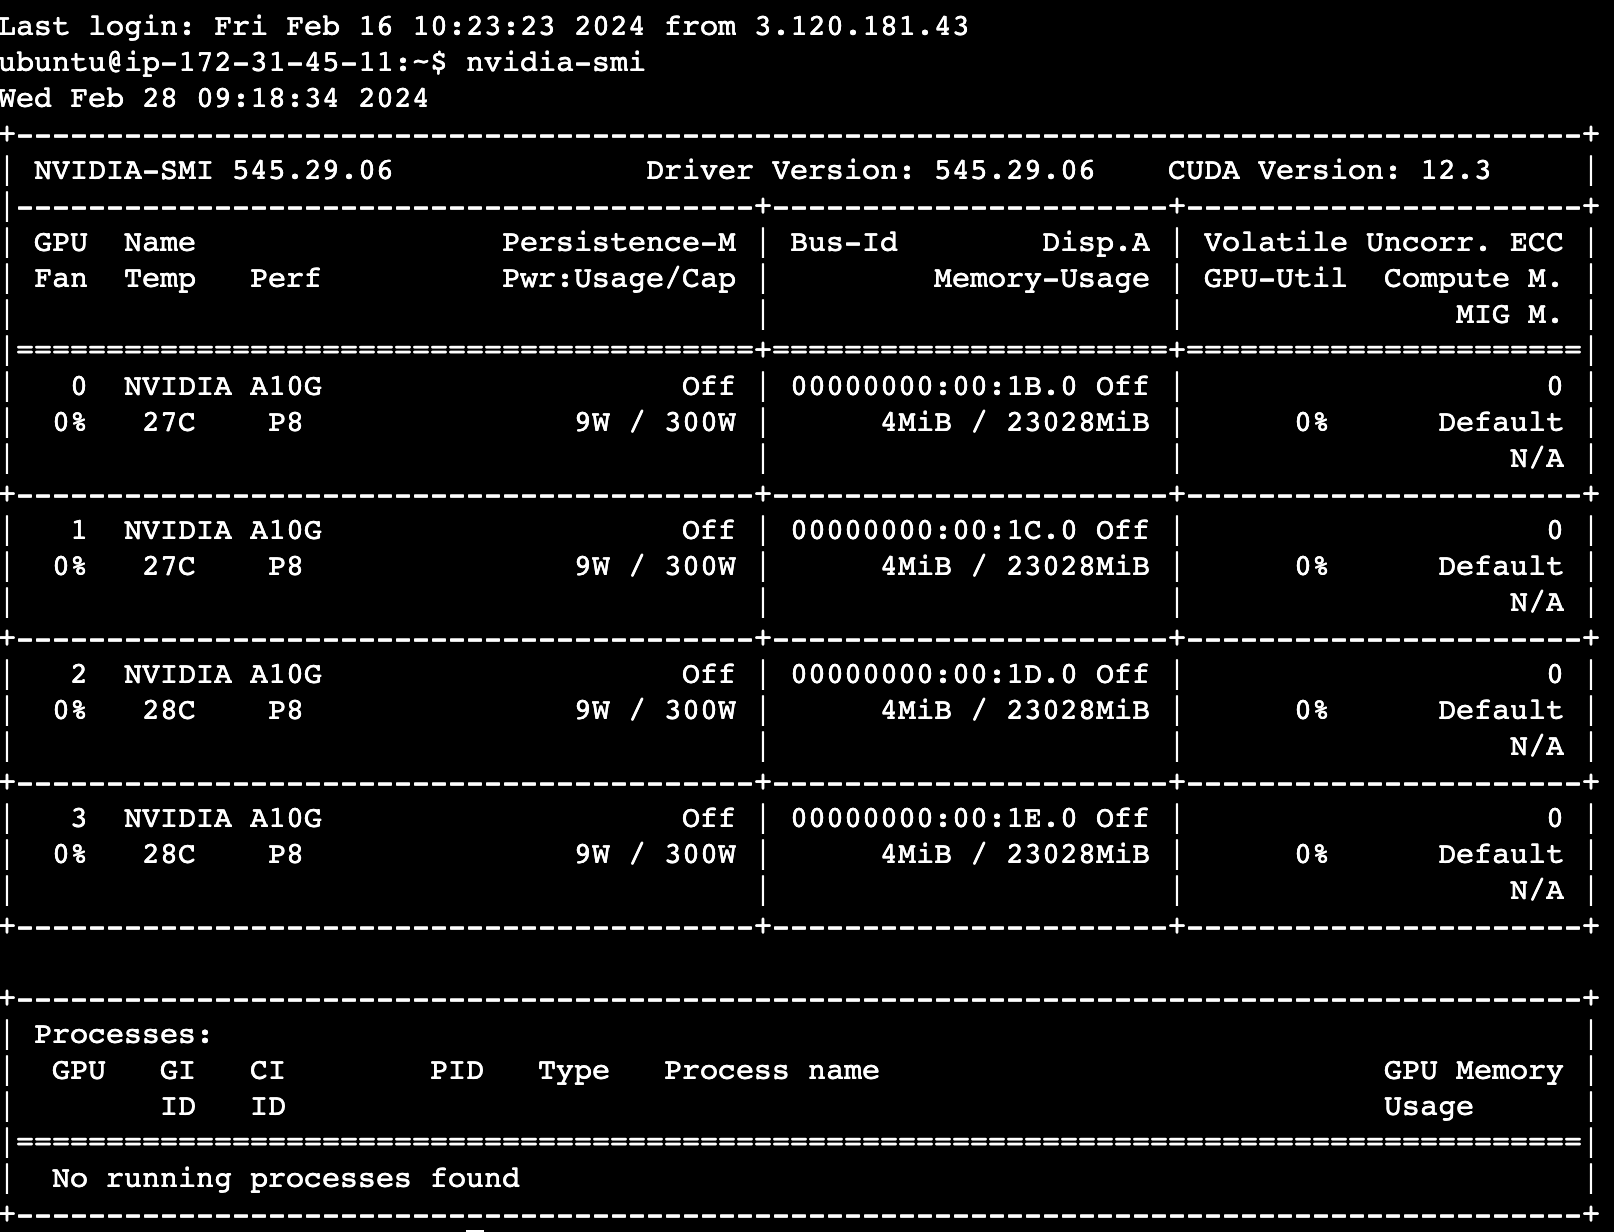 Last login: Fri Feb 16 10:23:23 2024 from 3.120.181.43
ubuntu@ip-172-31-45-11:~$ nvidia-smi
Wed Feb 28 09:18:34 2024
+---------------------------------------------------------------------------------------+
| NVIDIA-SMI 545.29.06              Driver Version: 545.29.06    CUDA Version: 12.3     |
|-----------------------------------------+----------------------+----------------------+
| GPU  Name                 Persistence-M | Bus-Id        Disp.A | Volatile Uncorr. ECC |
| Fan  Temp   Perf          Pwr:Usage/Cap |         Memory-Usage | GPU-Util  Compute M. |
|                                         |                      |               MIG M. |
|=========================================+======================+======================|
|   0  NVIDIA A10G                    Off | 00000000:00:1B.0 Off |                    0 |
|  0%   27C    P8               9W / 300W |      4MiB / 23028MiB |      0%      Default |
|                                         |                      |                  N/A |
+-----------------------------------------+----------------------+----------------------+
|   1  NVIDIA A10G                    Off | 00000000:00:1C.0 Off |                    0 |
|  0%   27C    P8               9W / 300W |      4MiB / 23028MiB |      0%      Default |
|                                         |                      |                  N/A |
+-----------------------------------------+----------------------+----------------------+
|   2  NVIDIA A10G                    Off | 00000000:00:1D.0 Off |                    0 |
|  0%   28C    P8               9W / 300W |      4MiB / 23028MiB |      0%      Default |
|                                         |                      |                  N/A |
+-----------------------------------------+----------------------+----------------------+
|   3  NVIDIA A10G                    Off | 00000000:00:1E.0 Off |                    0 |
|  0%   28C    P8               9W / 300W |      4MiB / 23028MiB |      0%      Default |
|                                         |                      |                  N/A |
+-----------------------------------------+----------------------+----------------------+

+---------------------------------------------------------------------------------------+
| Processes:                                                                            |
|  GPU   GI   CI        PID   Type   Process name                            GPU Memory |
|        ID   ID                                                             Usage      |
|=======================================================================================|
|  No running processes found                                                           |
+---------------------------------------------------------------------------------------+